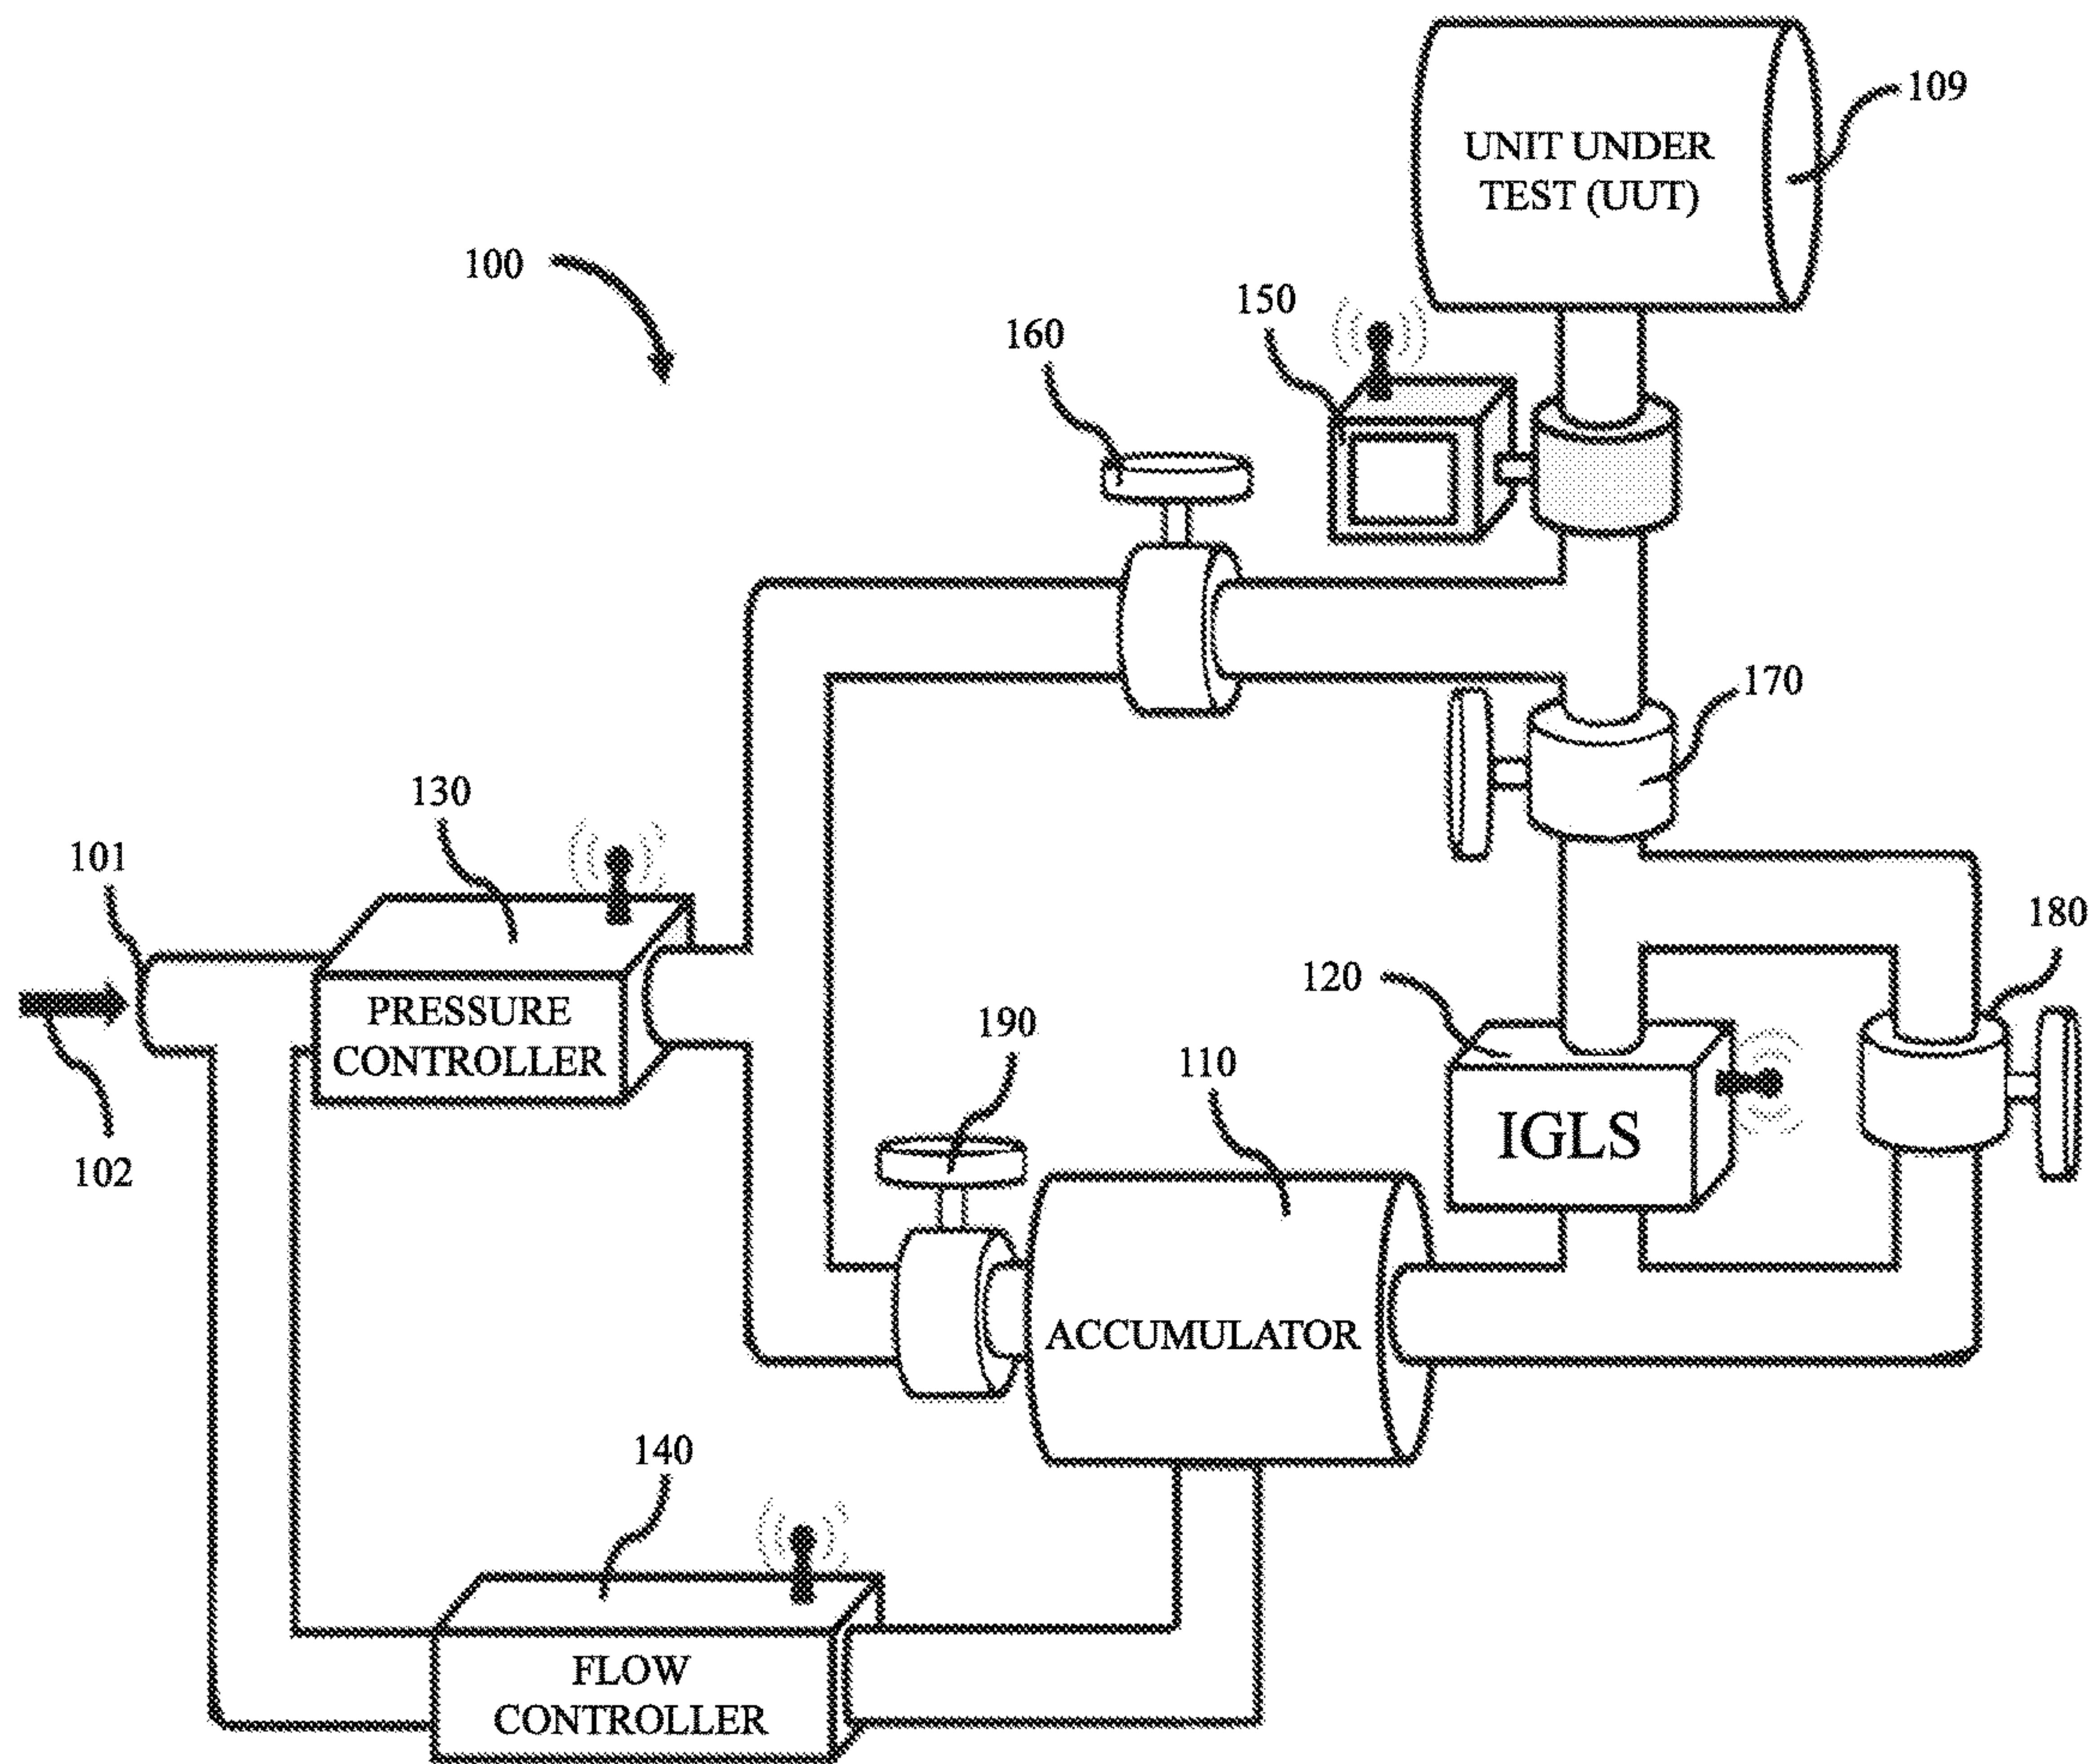 109
UNIT UNDER
TEST (UUT)
100
150
160
170
130
101
180
120
190
PRESSURE
CONTROLLER
110
102
IGLS
ACCUMULATOR
140
FLOW
CONTROLLER